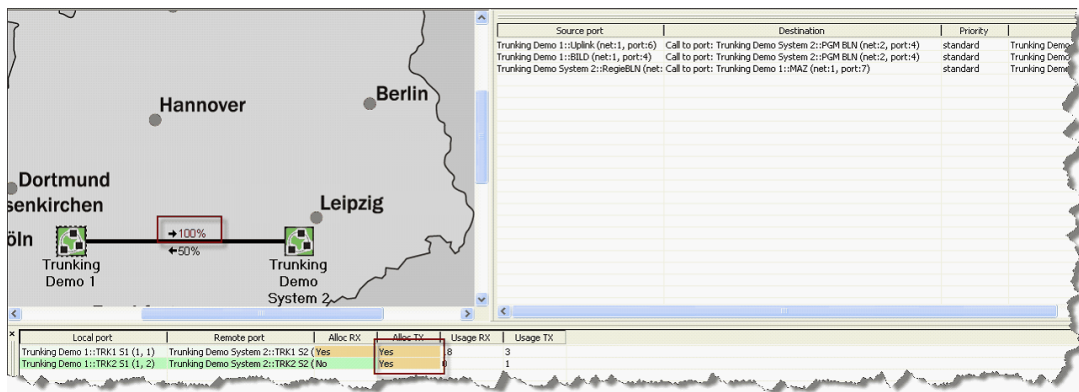 Hannover
Berlin
Dortmund
senkirchen
Leipzig
öln
➔100%
←50%
Trunking
Demo 1
Trunking
Demo
System 2
Source port Destination Priority
Trunking Demo 1::Uplink (net:1, port:6) Call to port: Trunking Demo System 2::PGM BLN (net:2, port:4) standard Trunking Demo
Trunking Demo 1::BILD (net:1, port:4) Call to port: Trunking Demo System 2::PGM BLN (net:2, port:4) standard Trunking Demo
Trunking Demo System 2::RegieBLN (net: Call to port: Trunking Demo 1::MAZ (net:1, port:7) standard Trunking Demo
Local port Remote port Alloc RX Alloc TX Usage RX Usage TX
Trunking Demo 1::TRK1 S1 (1, 1) Trunking Demo System 2::TRK1 S2 ( Yes Yes 8 3
Trunking Demo 1::TRK2 S1 (1, 2) Trunking Demo System 2::TRK2 S2 ( No Yes 1